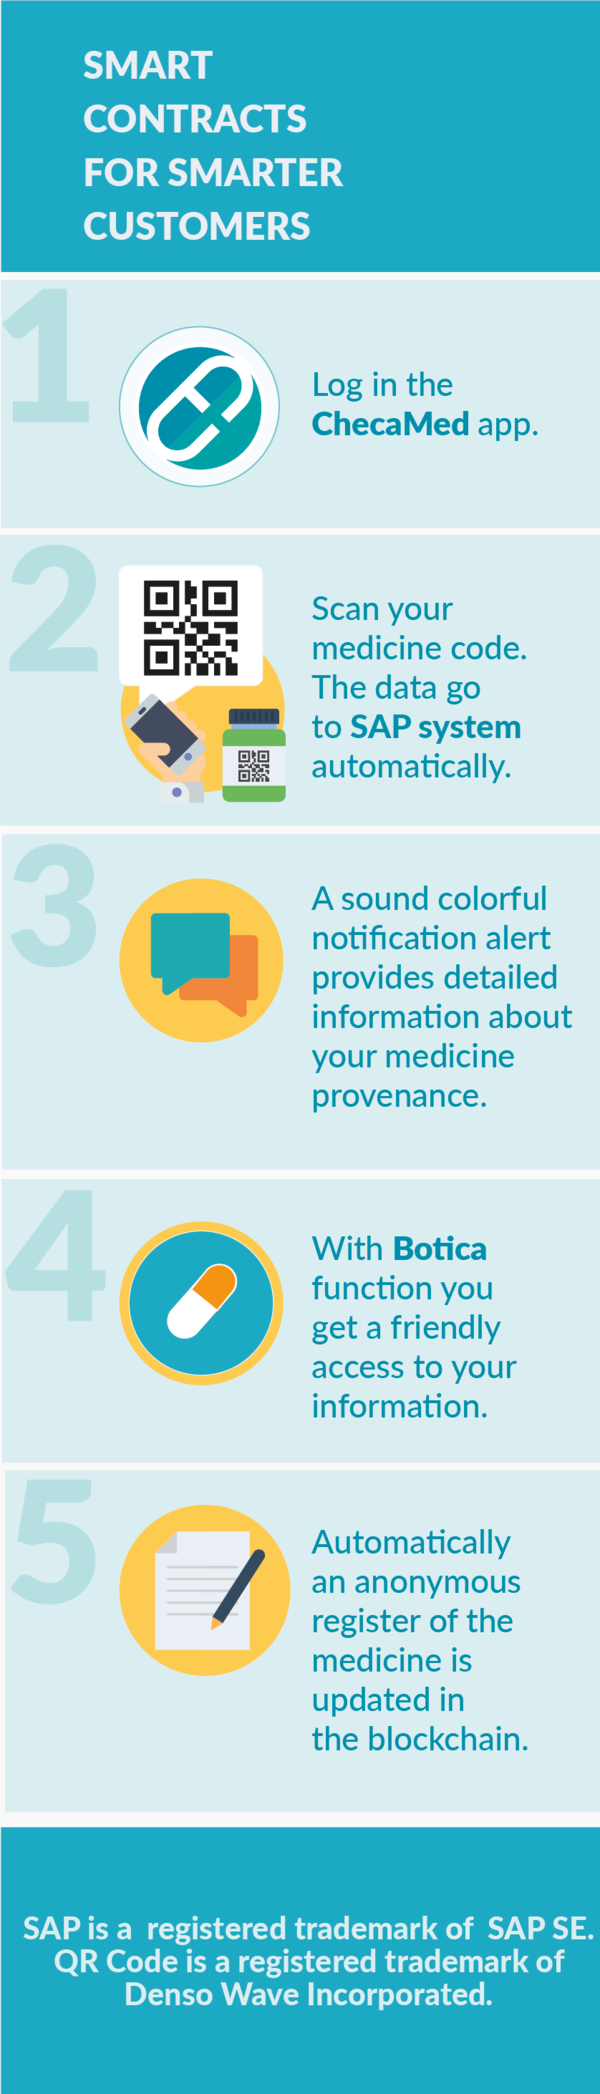 SMART
CONTRACTS
FOR SMARTER
CUSTOMERS
1
Log in the
ChecaMed app.
2
Scan your
medicine code.
The data go
to SAP system
automatically.
3
A sound colorful
notification alert
provides detailed
information about
your medicine
provenance.
4
With Botica
function you
get a friendly
access to your
information.
5
Automatically
an anonymous
register of the
medicine is
updated in
the blockchain.
SAP is a registered trademark of SAP SE.
QR Code is a registered trademark of
Denso Wave Incorporated.